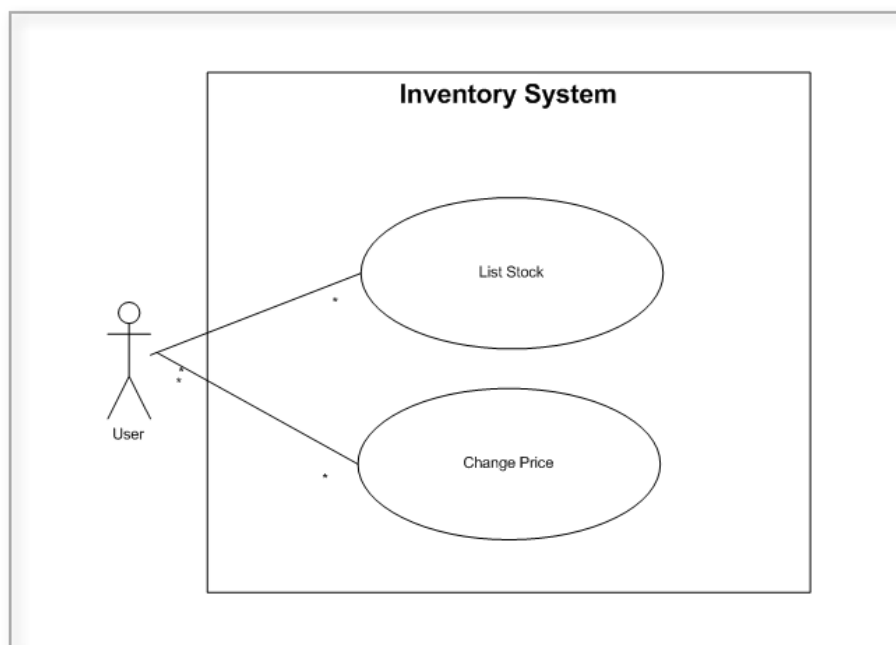 Inventory System
List Stock
*
*
*
User
Change Price
*